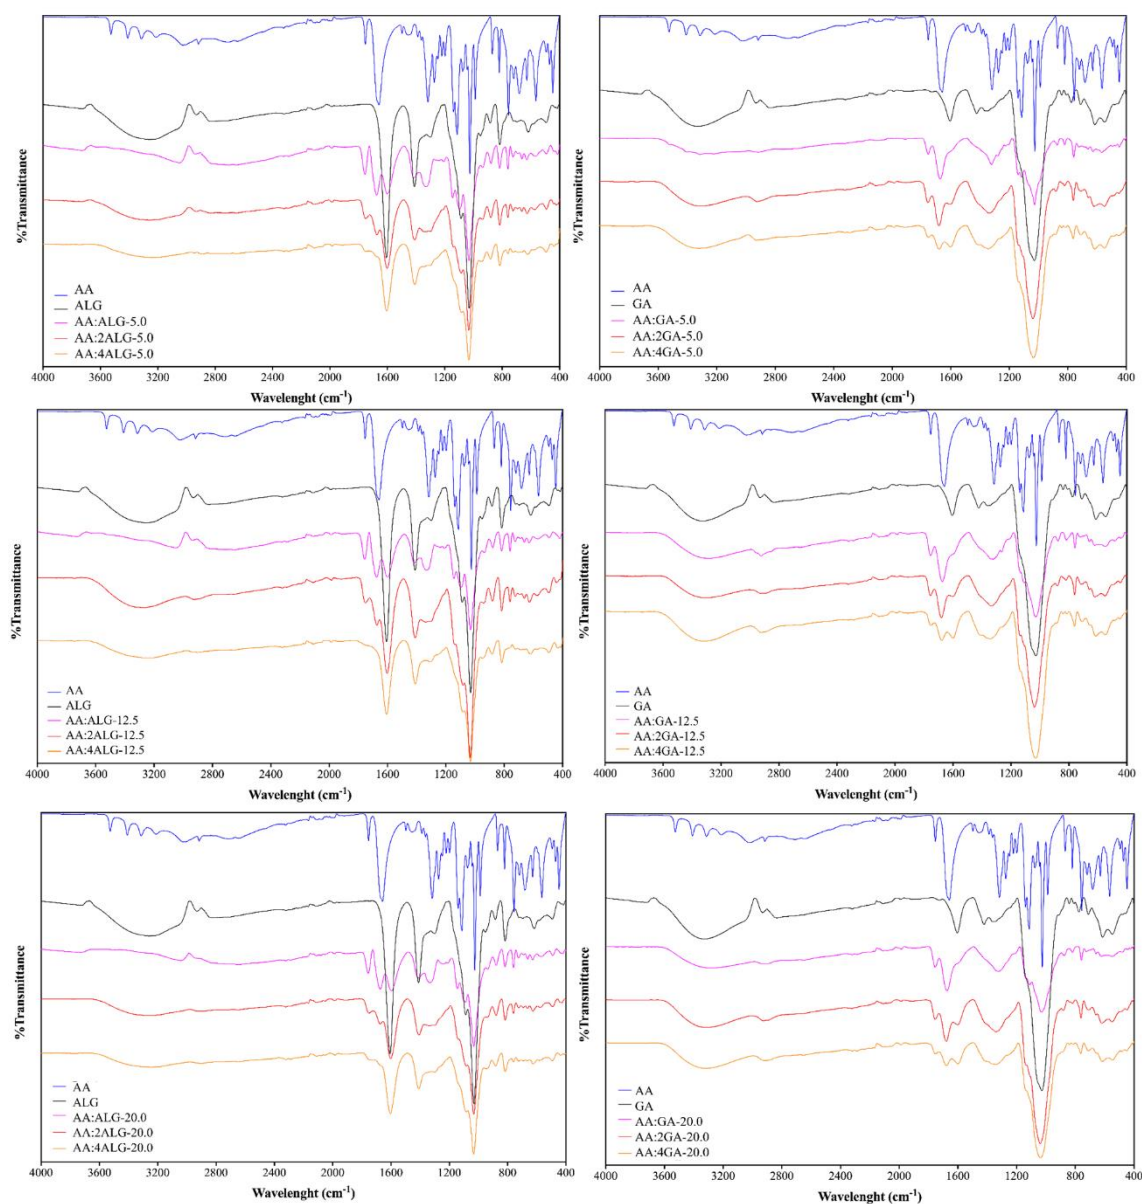 %Transmittance
AA
ALG
AA:ALG-5.0
AA:2ALG-5.0
AA:4ALG-5.0
4000 3600 3200 2800 2400 2000 1600 1200 800 400
Wavelenght (cm-1)
%Transmittance
AA
GA
AA:GA-5.0
AA:2GA-5.0
AA:4GA-5.0
4000 3600 3200 2800 2400 2000 1600 1200 800 400
Wavelenght (cm-1)
%Transmittance
AA
ALG
AA:ALG-12.5
AA:2ALG-12.5
AA:4ALG-12.5
4000 3600 3200 2800 2400 2000 1600 1200 800 400
Wavelenght (cm-1)
%Transmittance
AA
GA
AA:GA-12.5
AA:2GA-12.5
AA:4GA-12.5
4000 3600 3200 2800 2400 2000 1600 1200 800 400
Wavelenght (cm-1)
%Transmittance
AA
ALG
AA:ALG-20.0
AA:2ALG-20.0
AA:4ALG-20.0
4000 3600 3200 2800 2400 2000 1600 1200 800 400
Wavelenght (cm-1)
%Transmittance
AA
GA
AA:GA-20.0
AA:2GA-20.0
AA:4GA-20.0
4000 3600 3200 2800 2400 2000 1600 1200 800 400
Wavelenght (cm-1)